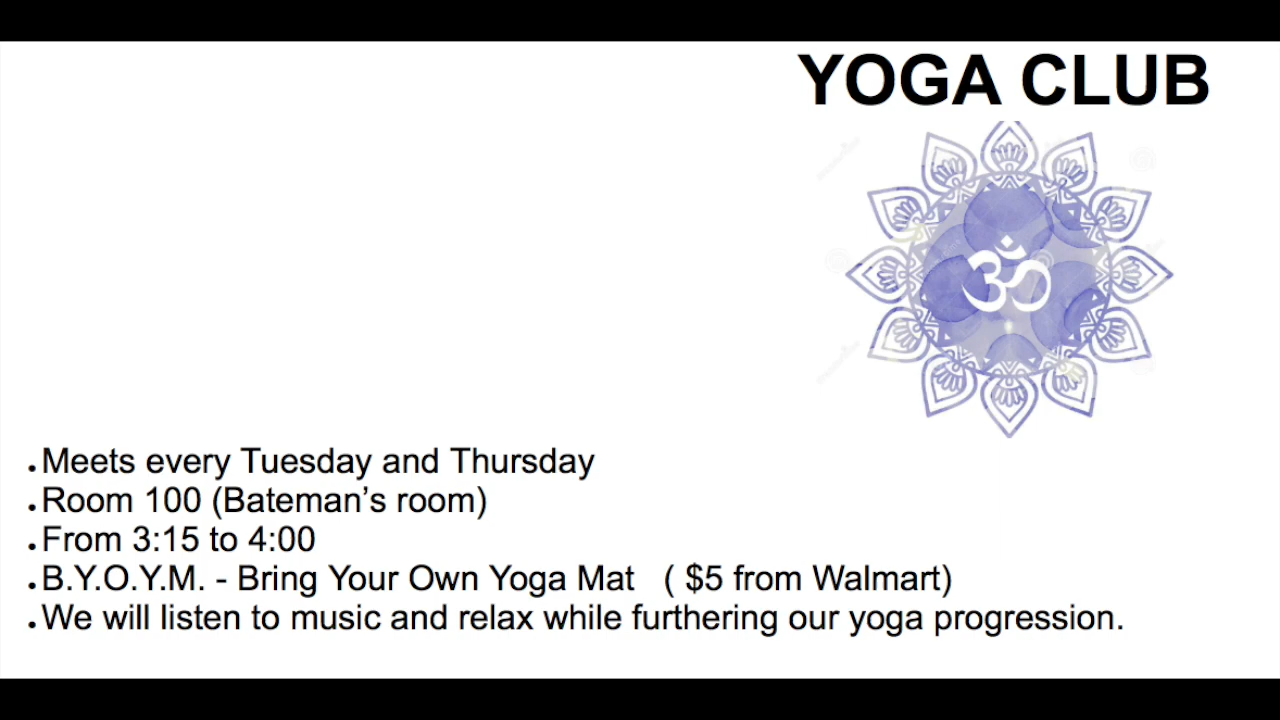 YOGA CLUB
ॐ
• Meets every Tuesday and Thursday
• Room 100 (Bateman’s room)
• From 3:15 to 4:00
• B.Y.O.Y.M. - Bring Your Own Yoga Mat ( $5 from Walmart)
• We will listen to music and relax while furthering our yoga progression.